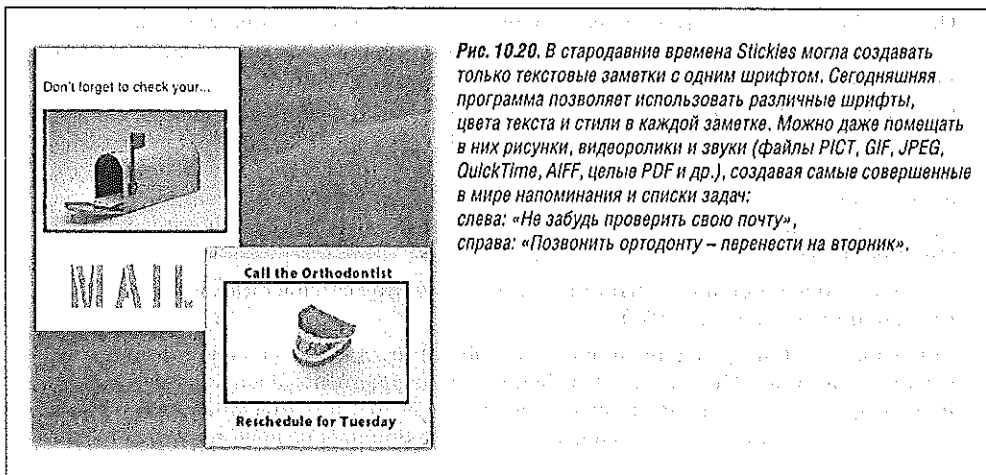 Don't forget to check your...
MAIL
Call the Orthodontist
Reschedule for Tuesday
Рис. 10.20. В стародавние времена Stickies могла создавать
только текстовые заметки с одним шрифтом. Сегодняшняя
программа позволяет использовать различные шрифты,
цвета текста и стили в каждой заметке. Можно даже помещать
в них рисунки, видеоролики и звуки (файлы PICT, GIF, JPEG,
QuickTime, AIFF, целые PDF и др.), создавая самые совершенные
в мире напоминания и списки задач:
слева: «Не забудь проверить свою почту»,
справа: «Позвонить ортодонту – перенести на вторник».